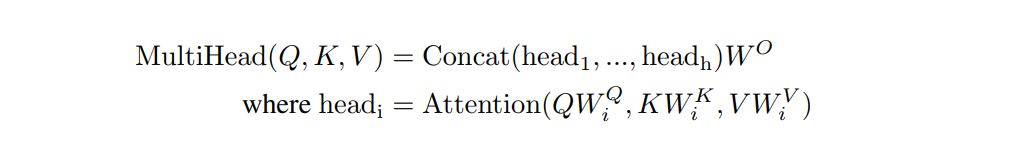 MultiHead(Q, K, V) = Concat(head₁, ..., headₕ)W^O
where headᵢ = Attention(QWᵢ^Q, KWᵢ^K, VWᵢ^V)